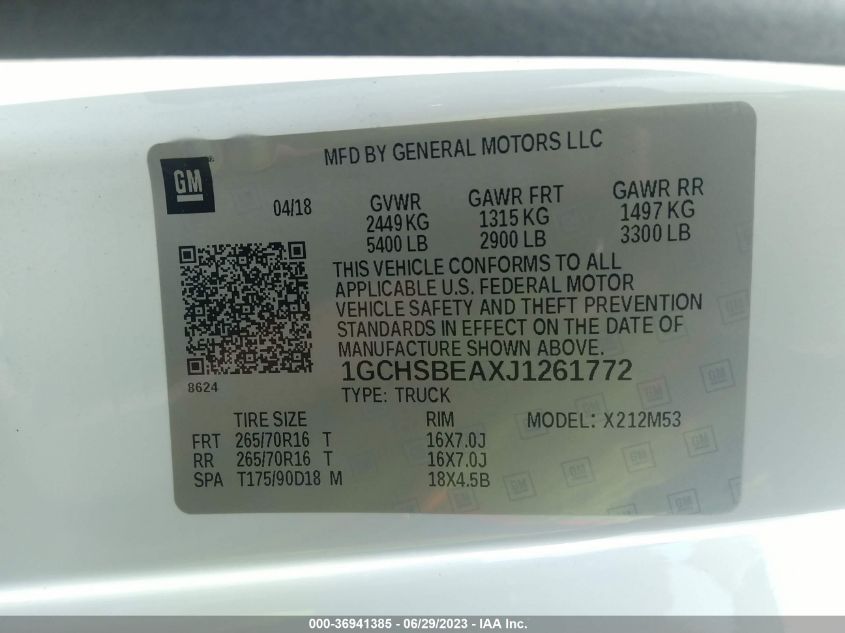 MFD BY GENERAL MOTORS LLC
GM
04/18
GVWR GAWR FRT GAWR RR
2449 KG 1315 KG 1497 KG
5400 LB 2900 LB 3300 LB
THIS VEHICLE CONFORMS TO ALL
APPLICABLE U.S. FEDERAL MOTOR
VEHICLE SAFETY AND THEFT PREVENTION
STANDARDS IN EFFECT ON THE DATE OF
MANUFACTURE SHOWN ABOVE.
8624
1GCHSBEAXJ1261772
TYPE: TRUCK
TIRE SIZE RIM MODEL: X212M53
FRT 265/70R16 T 16X7.0J
RR 265/70R16 T 16X7.0J
SPA T175/90D18 M 18X4.5B
000-36941385 - 06/29/2023 - IAA Inc.